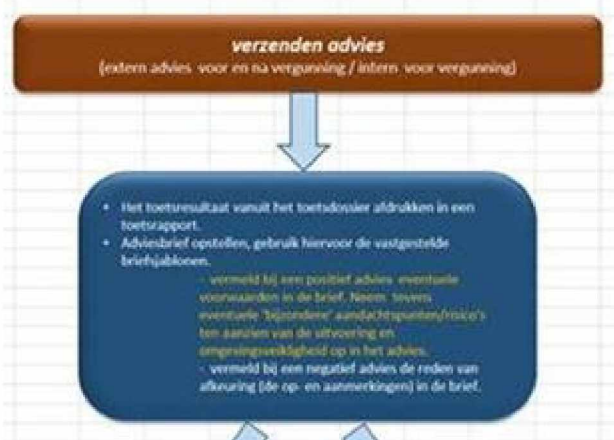 verzenden advies
(extern advies voor en na vergunning / intern voor vergunning)
• Het toetsresultaat vanuit het toetsdossier afdrukken in een
toetsrapport.
• Adviesbrief opstellen, gebruik hiervoor de vastgestelde
briefsjablonen.
- vermeld bij een positief advies eventuele
voorwaarden in de brief. Neem tevens
eventuele 'bijzondere' aandachtspunten/risico's
ten aanzien van de uitvoering en
omgevingsveiligheid op in het advies.
- vermeld bij een negatief advies de reden van
afkeuring (de op- en aanmerkingen) in de brief.